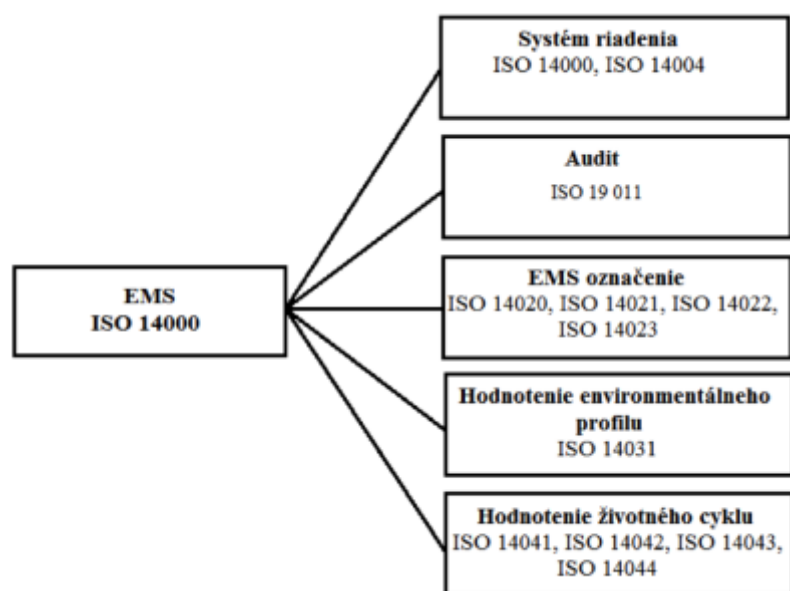 Systém riadenia
ISO 14000, ISO 14004
Audit
ISO 19 011
EMS
ISO 14000
EMS označenie
ISO 14020, ISO 14021, ISO 14022,
ISO 14023
Hodnotenie environmentálneho
profilu
ISO 14031
Hodnotenie životného cyklu
ISO 14041, ISO 14042, ISO 14043,
ISO 14044